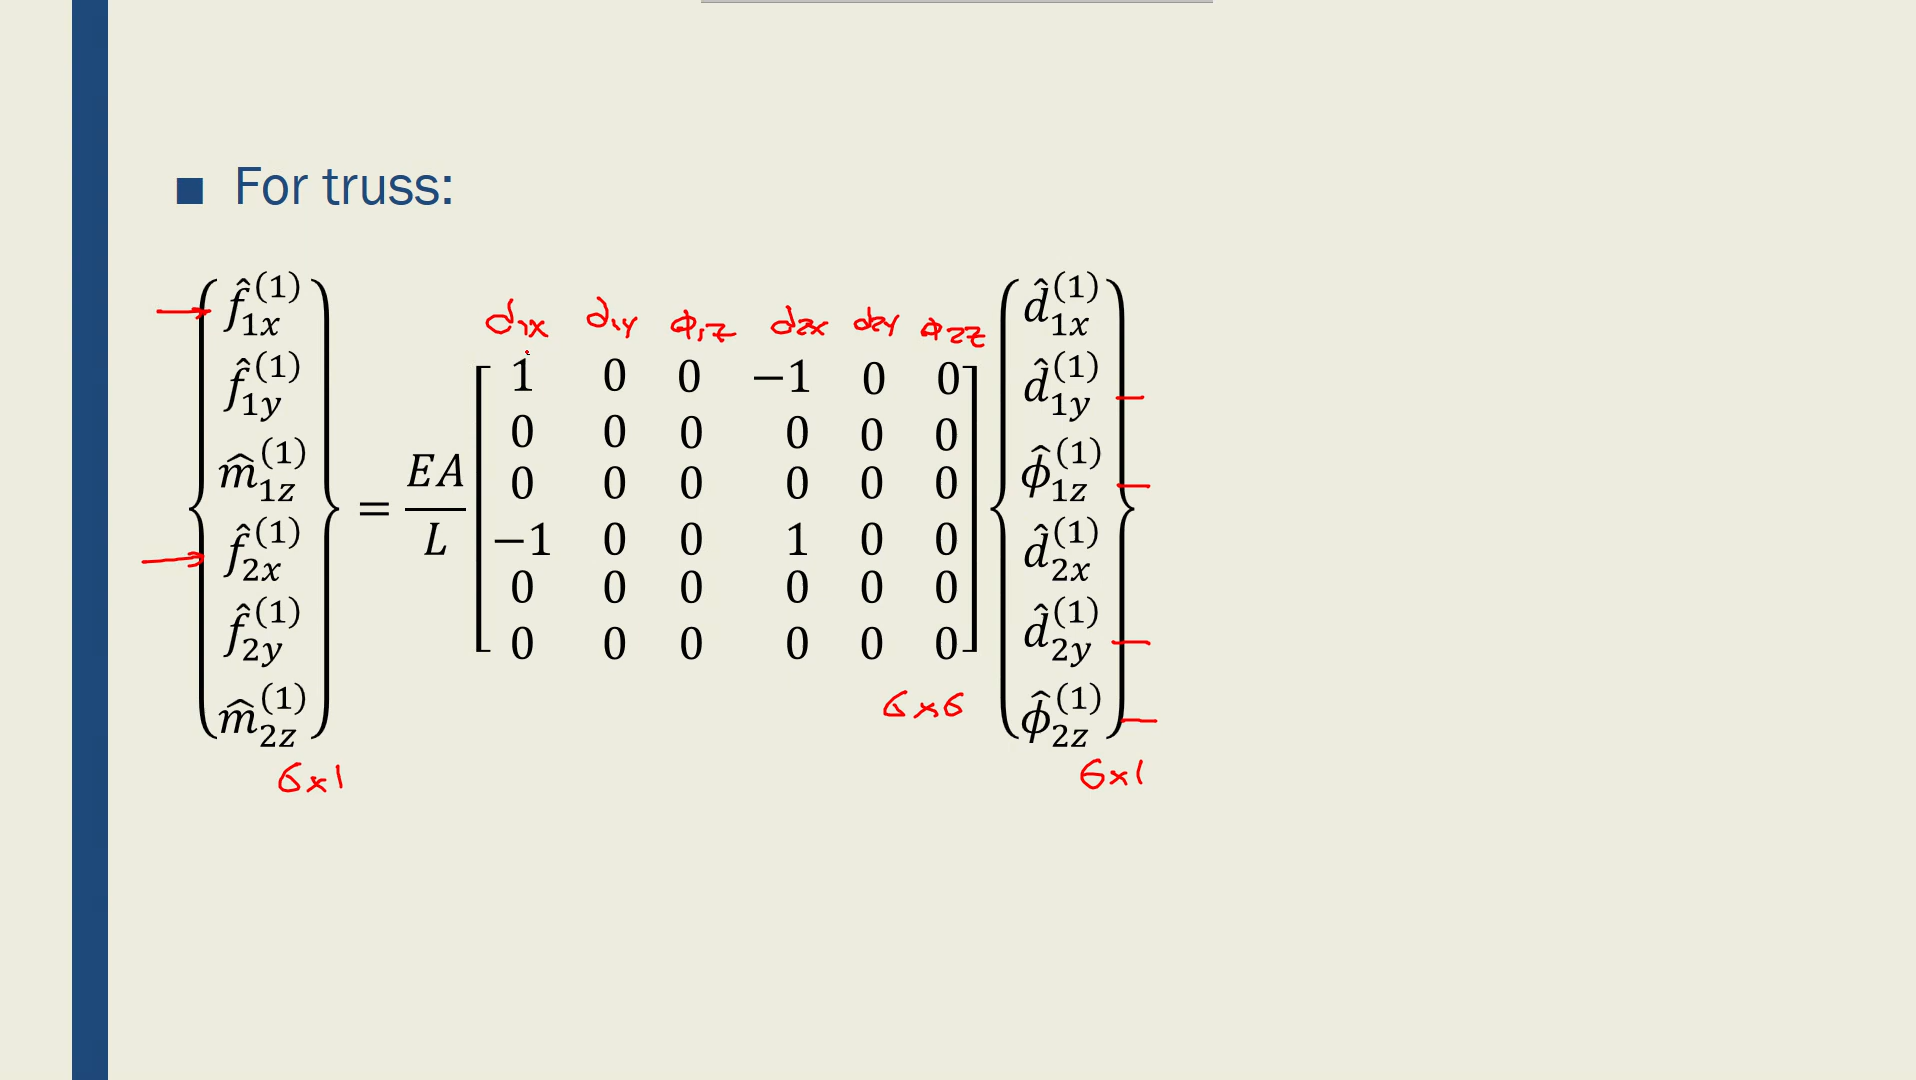 ■ For truss:
d1x d1y ϕ1z d2x d2y ϕ2z
f̂1x^(1) 1 0 0 −1 0 0 d̂1x^(1)
f̂1y^(1) 0 0 0 0 0 0 d̂1y^(1)
m̂1z^(1) 0 0 0 0 0 0 ϕ̂1z^(1)
= EA/L
f̂2x^(1) −1 0 0 1 0 0 d̂2x^(1)
f̂2y^(1) 0 0 0 0 0 0 d̂2y^(1)
m̂2z^(1) 0 0 0 0 0 0 ϕ̂2z^(1)
6x1 6x6 6x1